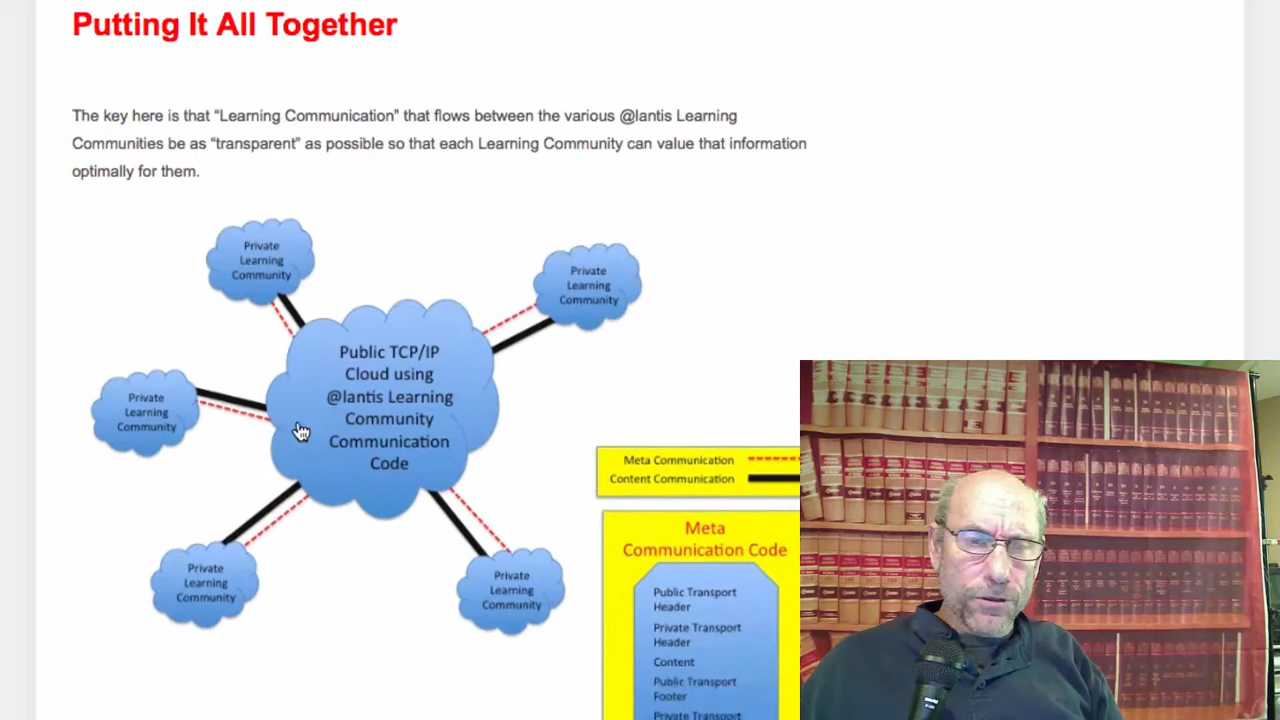 Putting It All Together
The key here is that “Learning Communication” that flows between the various @lantis Learning
Communities be as “transparent” as possible so that each Learning Community can value that information
optimally for them.
Private
Learning
Community
Private
Learning
Community
Public TCP/IP
Cloud using
@lantis Learning
Community
Communication
Code
Private
Learning
Community
Meta Communication
Content Communication
Meta
Communication Code
Private
Learning
Community
Private
Learning
Community
Public Transport
Header
Private Transport
Header
Content
Public Transport
Footer
Private Transport